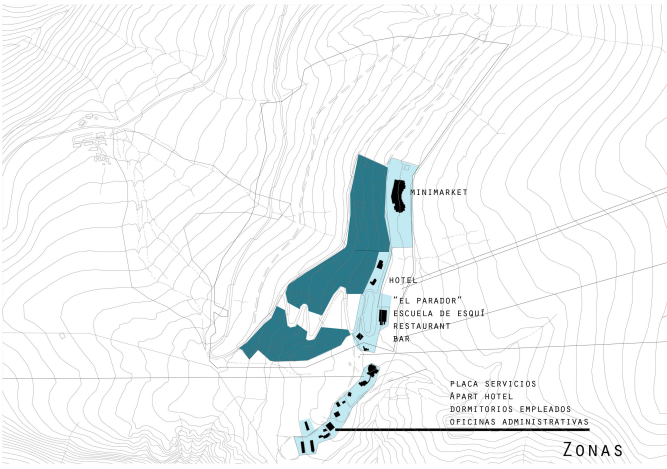 MINIMARKET
HOTEL
"EL PARADOR"
ESCUELA DE ESQUÍ
RESTAURANT
BAR
PLACA SERVICIOS
APART HOTEL
DORMITORIOS EMPLEADOS
OFICINAS ADMINISTRATIVAS
ZONAS